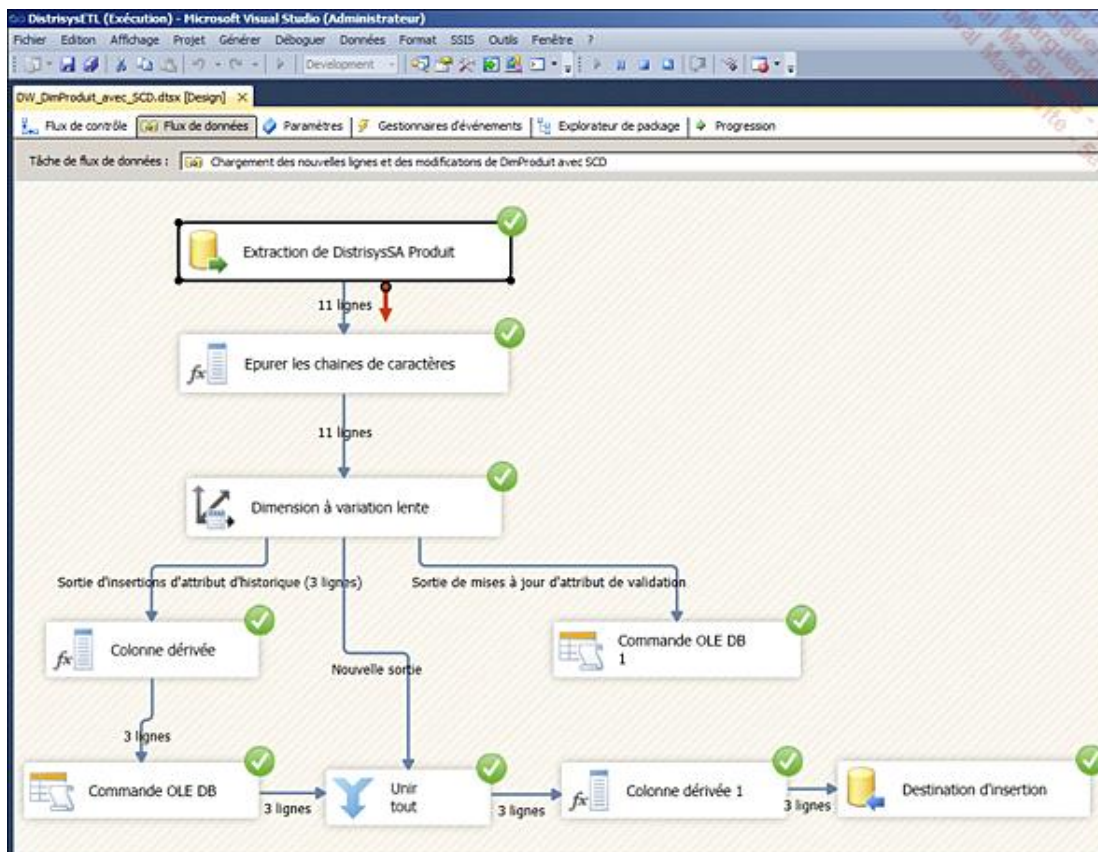 DistrisysETL (Exécution) - Microsoft Visual Studio (Administrateur)
Fichier Edition Affichage Projet Générer Déboguer Données Format SSIS Outils Fenêtre ?
Development
DW_DimProduit_avec_SCD.dtsx [Design] X
Flux de contrôle Flux de données Paramètres Gestionnaires d'événements Explorateur de package Progression
Tâche de flux de données : Chargement des nouvelles lignes et des modificatons de DimProduit avec SCD
Extraction de DistrisysSA Produit
11 lignes
fx Epurer les chaines de caractères
11 lignes
Dimension à variation lente
Sortie d'insertions d'attribut d'historique (3 lignes) Sortie de mises à jour d'attribut de validation
fx Colonne dérivée
Commande OLE DB
1
Nouvelle sortie
3 lignes
Commande OLE DB
3 lignes
Unir
tout
3 lignes
fx Colonne dérivée 1
3 lignes
Destination d'insertion